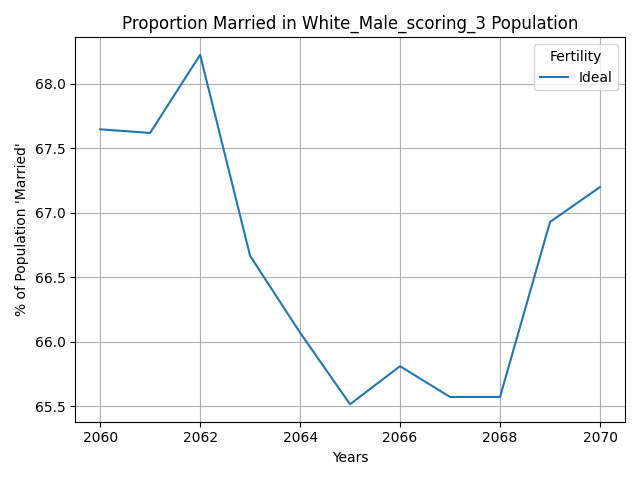 Proportion Married in White_Male_scoring_3 Population
Fertility
Ideal
% of Population 'Married'
68.0
67.5
67.0
66.5
66.0
65.5
2060
2062
2064
2066
2068
2070
Years